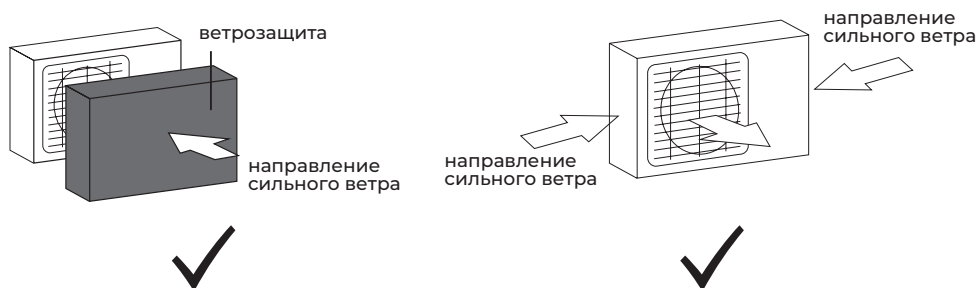 ветрозащита
направление
сильного ветра
направление
сильного ветра
направление
сильного ветра